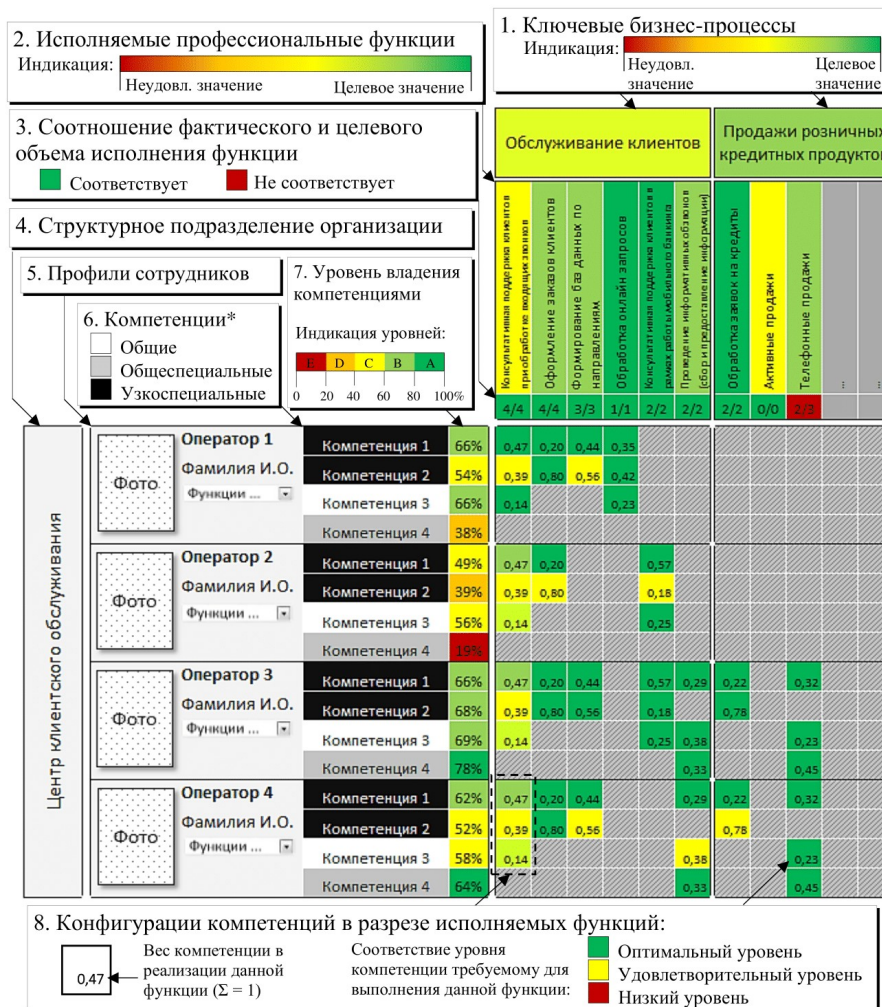 1. Ключевые бизнес-процессы
Индикация:
Неудовл. значение
Целевое значение
2. Исполняемые профессиональные функции
Индикация:
Неудовл. значение
Целевое значение
3. Соотношение фактического и целевого
объема исполнения функции
Соответствует
Не соответствует
4. Структурное подразделение организации
5. Профили сотрудников
6. Компетенции*
Общие
Общеспециальные
Узкоспециальные
7. Уровень владения
компетенциями
Индикация уровней:
E D C B A
0 20 40 60 80 100%
Обслуживание клиентов
Продажи розничных
кредитных продуктов
Консультативная поддержка клиентов
при обработке входящих звонков
Оформление заказов клиентов
Формирование баз данных по
направлениям
Обработка онлайн запросов
Консультативная поддержка клиентов в
рамках работы мобильного банкинга
Проведение информативных обзвонов
(сбор и предоставление информации)
Обработка заявок на кредиты
Активные продажи
Телефонные продажи
...
...
4/4 4/4 3/3 1/1 2/2 2/2 2/2 0/0 2/3
Центр клиентского обслуживания
Фото
Оператор 1
Фамилия И.О.
Функции ...
Компетенция 1 66% 0,47 0,20 0,44 0,35
Компетенция 2 54% 0,39 0,80 0,56 0,42
Компетенция 3 66% 0,14 0,23
Компетенция 4 38%
Фото
Оператор 2
Фамилия И.О.
Функции ...
Компетенция 1 49% 0,47 0,20 0,57
Компетенция 2 39% 0,39 0,80 0,18
Компетенция 3 56% 0,14 0,25
Компетенция 4 19%
Фото
Оператор 3
Фамилия И.О.
Функции ...
Компетенция 1 66% 0,47 0,20 0,44 0,57 0,29 0,22 0,32
Компетенция 2 68% 0,39 0,80 0,56 0,18 0,78
Компетенция 3 69% 0,14 0,25 0,38 0,23
Компетенция 4 78% 0,33 0,45
Фото
Оператор 4
Фамилия И.О.
Функции ...
Компетенция 1 62% 0,47 0,20 0,44 0,29 0,22 0,32
Компетенция 2 52% 0,39 0,80 0,56 0,78
Компетенция 3 58% 0,14 0,38 0,23
Компетенция 4 64% 0,33 0,45
8. Конфигурации компетенций в разрезе исполняемых функций:
0,47
Вес компетенции в
реализации данной
функции (Σ = 1)
Соответствие уровня
компетенции требуемому для
выполнения данной функции:
Оптимальный уровень
Удовлетворительный уровень
Низкий уровень